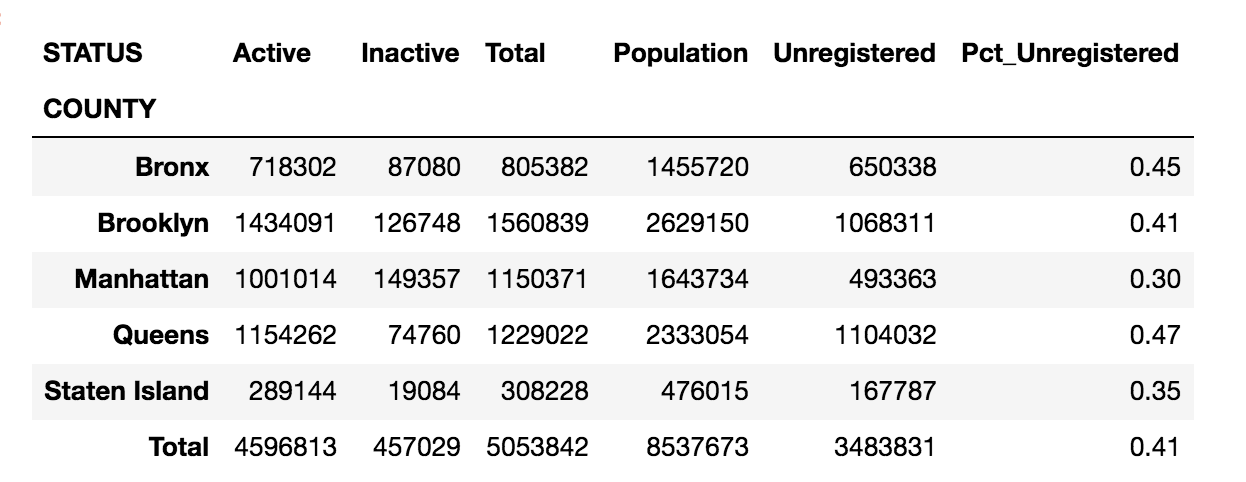 STATUS Active Inactive Total Population Unregistered Pct_Unregistered
COUNTY
Bronx 718302 87080 805382 1455720 650338 0.45
Brooklyn 1434091 126748 1560839 2629150 1068311 0.41
Manhattan 1001014 149357 1150371 1643734 493363 0.30
Queens 1154262 74760 1229022 2333054 1104032 0.47
Staten Island 289144 19084 308228 476015 167787 0.35
Total 4596813 457029 5053842 8537673 3483831 0.41